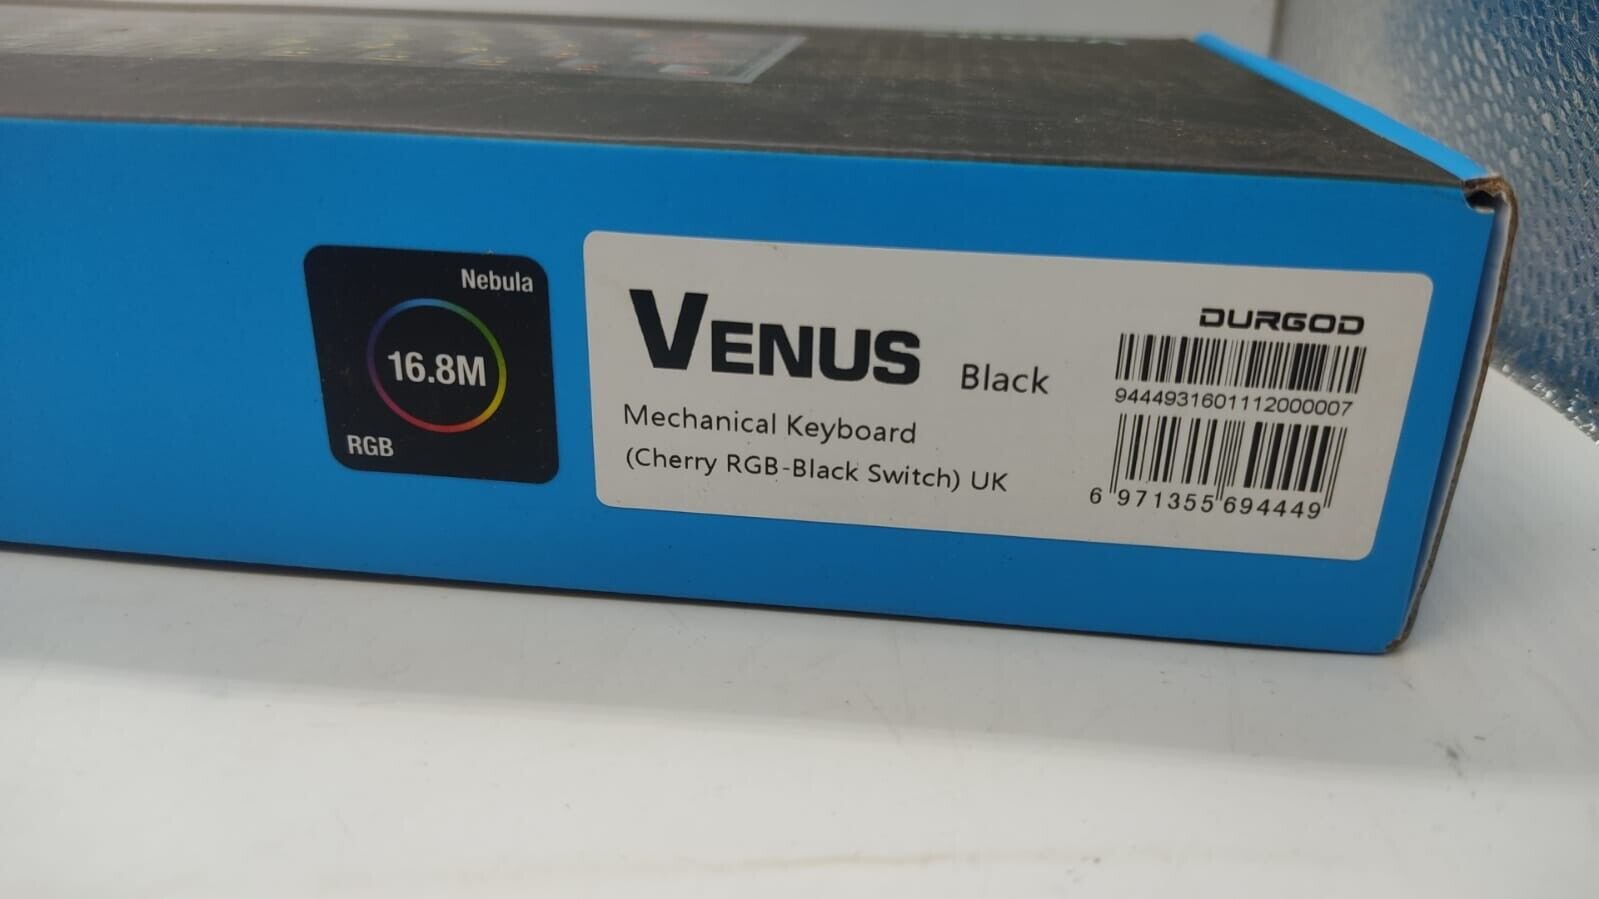 Nebula
16.8M
RGB
VENUS Black
Mechanical Keyboard
(Cherry RGB-Black Switch) UK
DURGOD
9444931601112000007
6 971355 694449